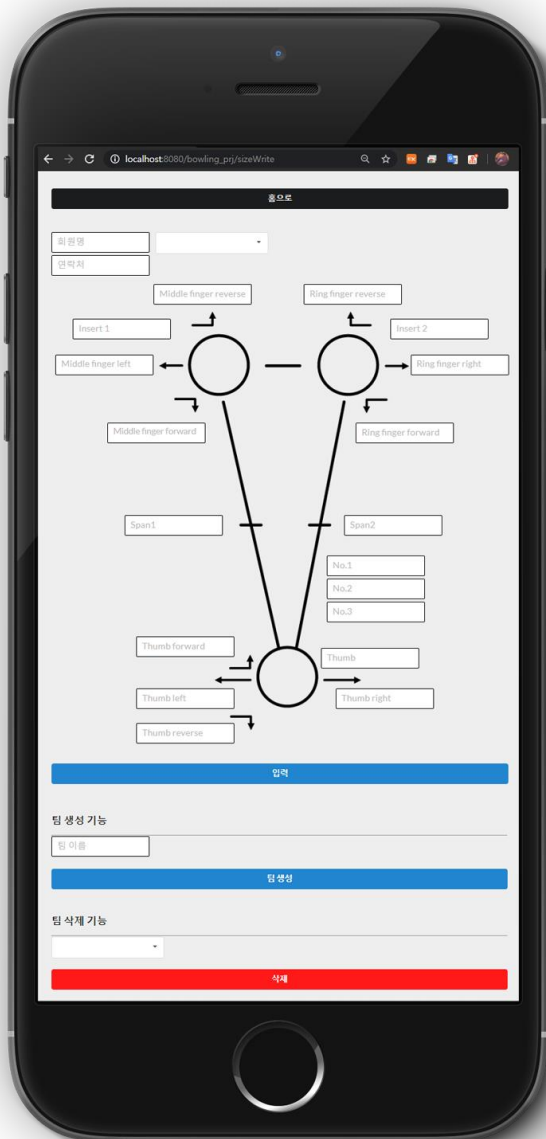 localhost:8080/bowling_prj/sizeWrite
홈으로
회원명
연락처
Middle finger reverse
Ring finger reverse
Insert 1
Insert 2
Middle finger left
Ring finger right
Middle finger forward
Ring finger forward
Span1
Span2
No.1
No.2
No.3
Thumb forward
Thumb
Thumb left
Thumb right
Thumb reverse
입력
팀 생성 기능
팀 이름
팀생성
팀 삭제 기능
삭재